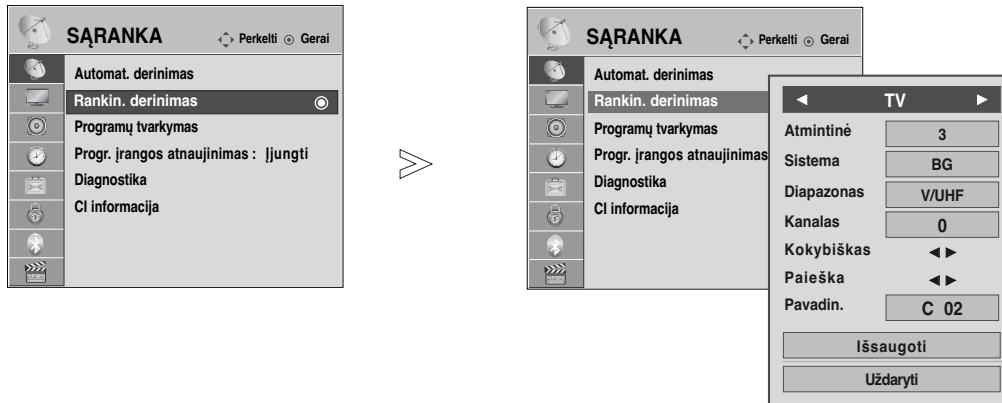 SĄRANKA Perkelti Gerai
Automat. derinimas
Rankin. derinimas
Programų tvarkymas
Progr. įrangos atnaujinimas : Įjungti
Diagnostika
CI informacija
SĄRANKA Perkelti Gerai
Automat. derinimas
Rankin. derinimas
Programų tvarkymas
Progr. įrangos atnaujinimas
Diagnostika
CI informacija
TV
Atmintinė 3
Sistema BG
Diapazonas V/UHF
Kanalas 0
Kokybiškas
Paieška
Pavadin. C 02
Išsaugoti
Uždaryti